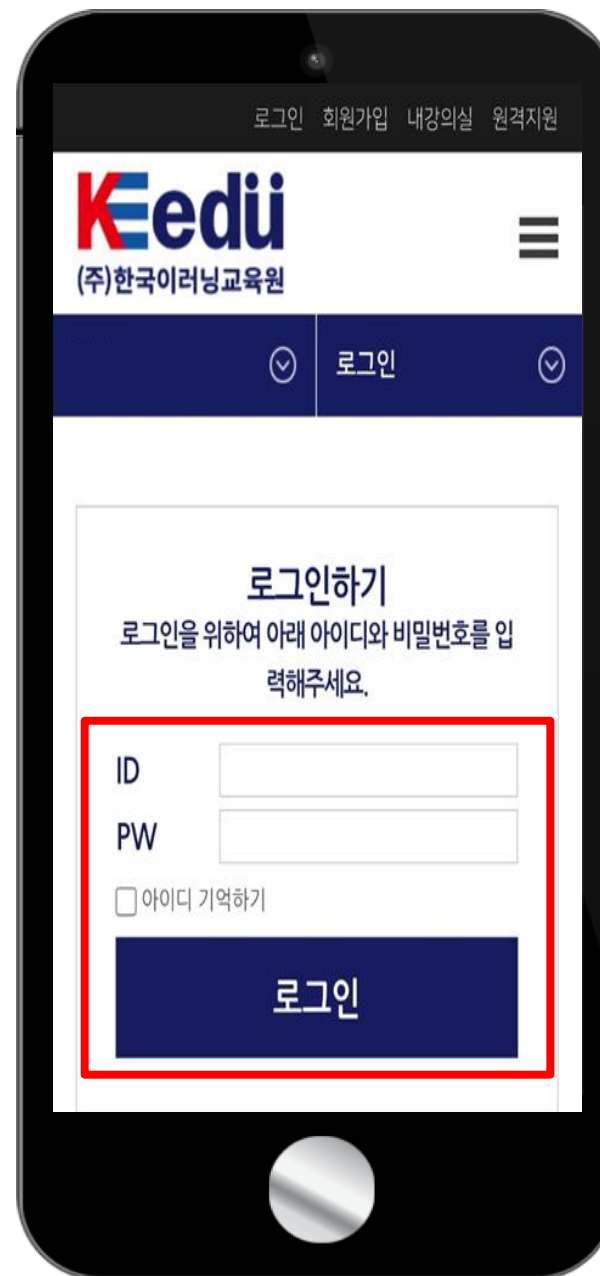 로그인 회원가입 내강의실 원격지원
KEedü
(주)한국이러닝교육원
로그인
로그인하기
로그인을 위하여 아래 아이디와 비밀번호를 입
력해주세요.
ID
PW
아이디 기억하기
로그인